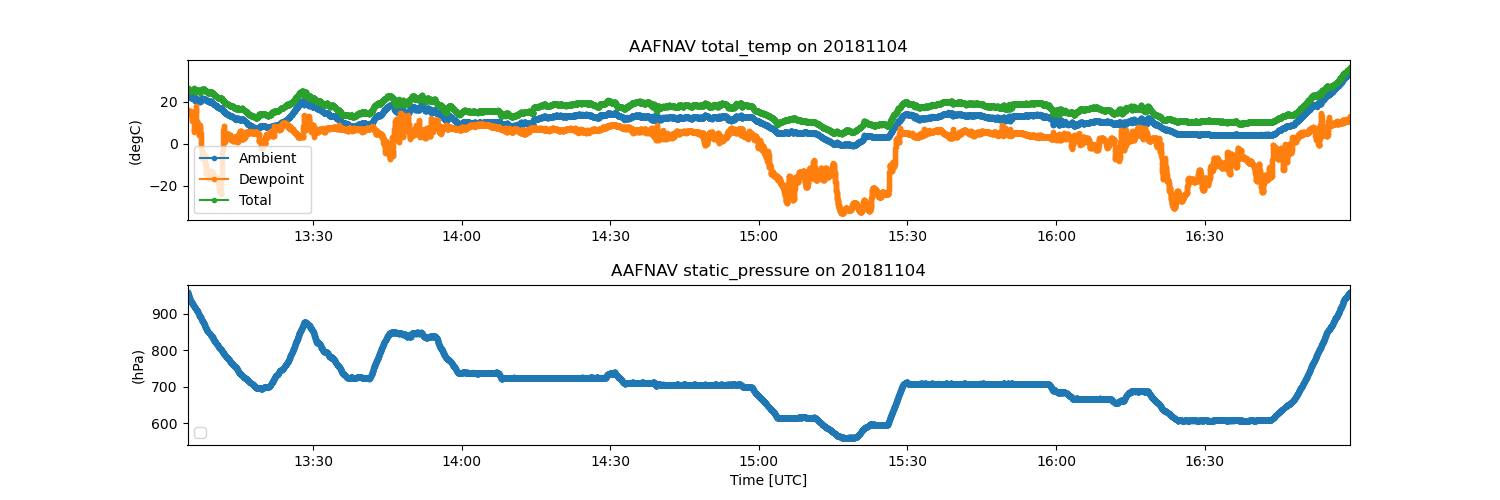 AAFNAV total_temp on 20181104
(degC)
20
0
−20
Ambient
Dewpoint
Total
13:30 14:00 14:30 15:00 15:30 16:00 16:30
AAFNAV static_pressure on 20181104
(hPa)
900
800
700
600
13:30 14:00 14:30 15:00 15:30 16:00 16:30
Time [UTC]